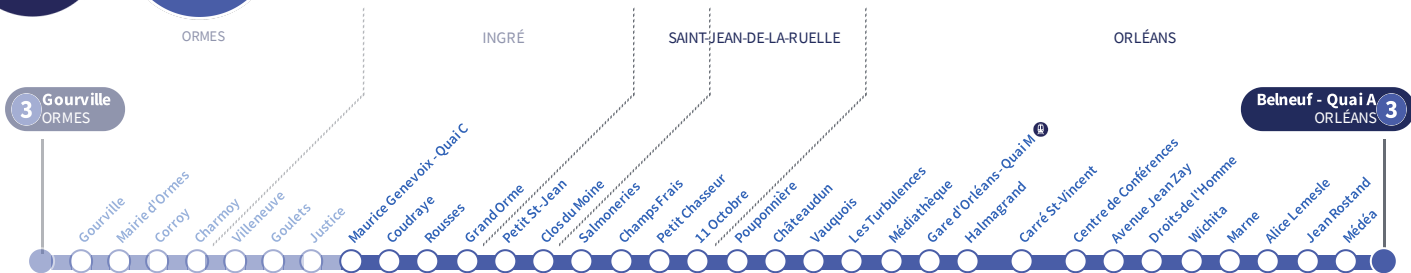 ORMES
INGRÉ
SAINT-JEAN-DE-LA-RUELLE
ORLÉANS
3
Gourville
ORMES
Belneuf - Quai A
ORLÉANS
3
Gourville
Mairie d'Ormes
Corroy
Charmoy
Villeneuve
Goulets
Justice
Maurice Genevoix - Quai C
Coudraye
Rousses
Grand Orme
Petit St-Jean
Clos du Moine
Salmoneries
Champs Frais
Petit Chasseur
11 Octobre
Pouponnière
Châteaudun
Vauquois
Les Turbulences
Médiathèque
Gare d'Orléans - Quai M
Halmagrand
Carré St-Vincent
Centre de Conférences
Avenue Jean Zay
Droits de l'Homme
Wichita
Marne
Alice Lemesle
Jean Rostand
Médéa